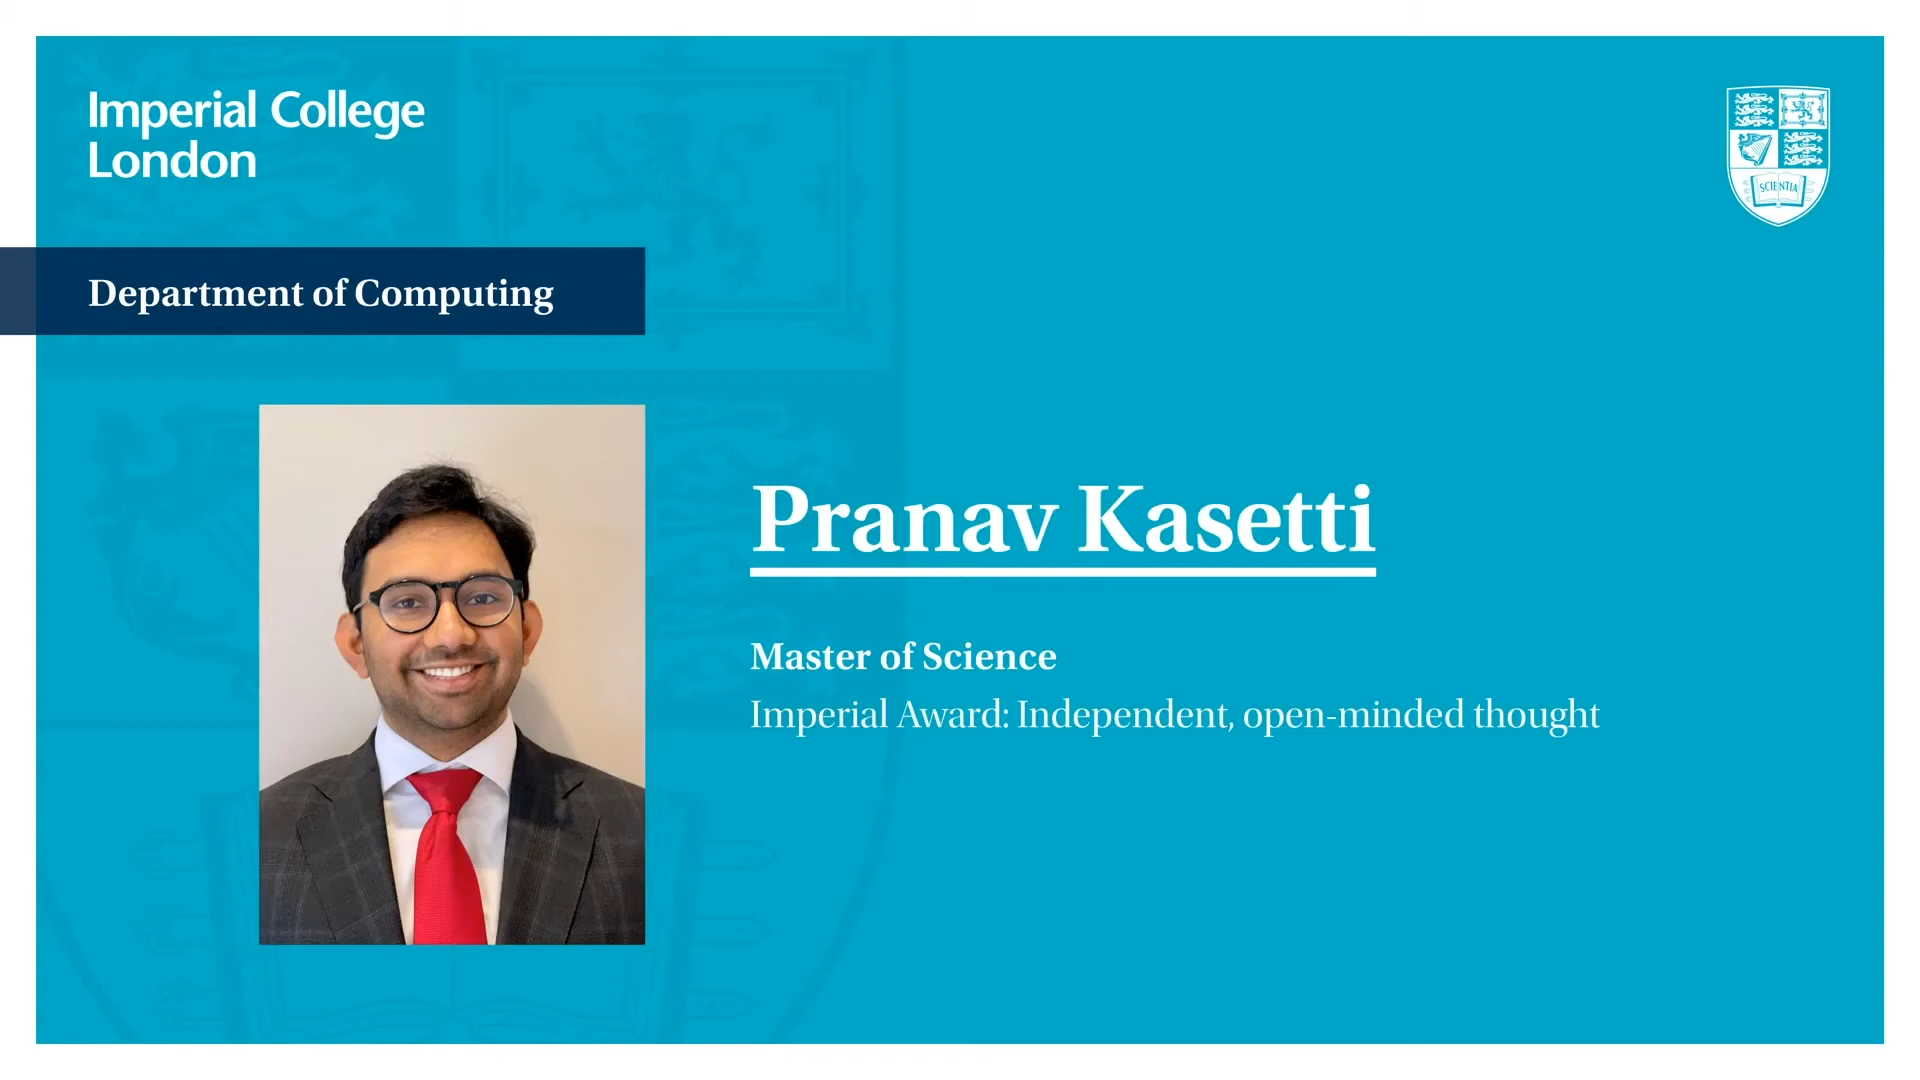 Imperial College
London
SCIENTIA
Department of Computing
Pranav Kasetti
Master of Science
Imperial Award: Independent, open-minded thought